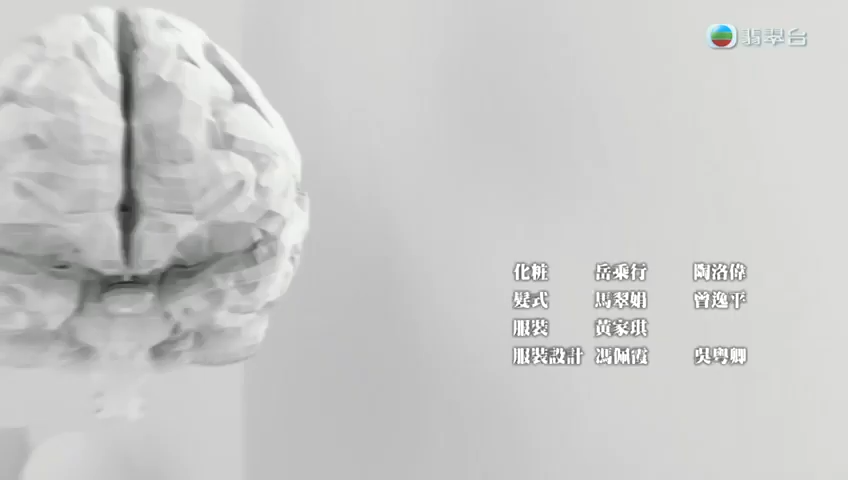 翡翠台
化粧 岳乘行 陶洛偉
髮式 馬翠娟 曾逸平
服裝 黃家琪
服裝設計 馮佩霞 吳粵卿